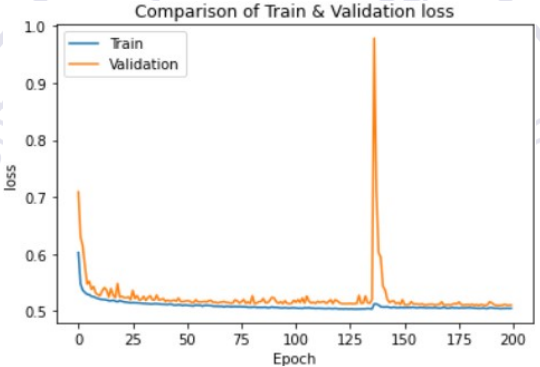 Comparison of Train & Validation loss
Train
Validation
1.0
0.9
0.8
0.7
0.6
0.5
loss
0 25 50 75 100 125 150 175 200
Epoch